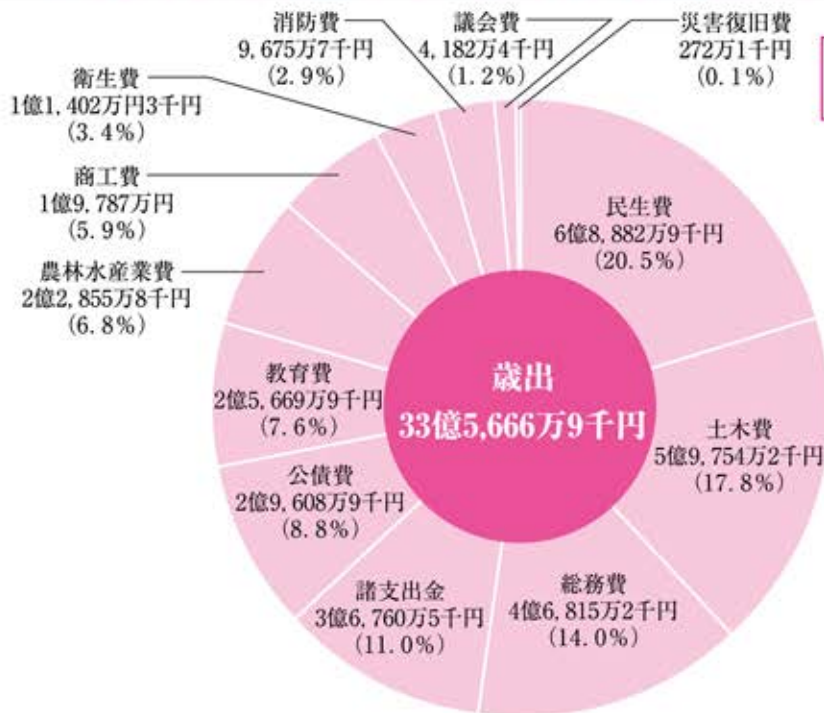 消防費
9,675万7千円
(2.9%)
議会費
4,182万4千円
(1.2%)
災害復旧費
272万1千円
(0.1%)
衛生費
1億1,402万円3千円
(3.4%)
商工費
1億9,787万円
(5.9%)
農林水産業費
2億2,855万8千円
(6.8%)
教育費
2億5,669万9千円
(7.6%)
公債費
2億9,608万9千円
(8.8%)
諸支出金
3億6,760万5千円
(11.0%)
総務費
4億6,815万2千円
(14.0%)
土木費
5億9,754万2千円
(17.8%)
民生費
6億8,882万9千円
(20.5%)
歳出
33億5,666万9千円